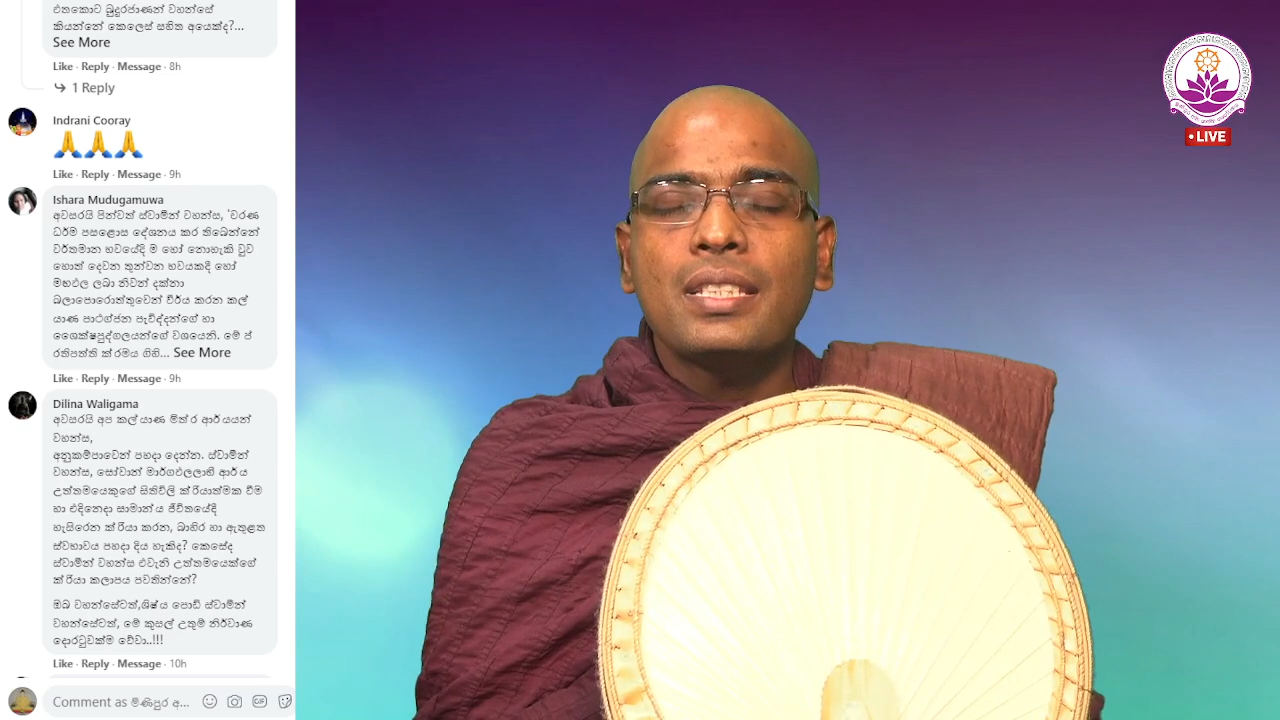 එතකොට බුදුරජාණන් වහන්සේ
කියන්නේ කෙලෙස් සහිත අයෙක්ද?...
See More
Like · Reply · Message · 8h
1 Reply
Indrani Cooray
🙏🙏🙏
Like · Reply · Message · 9h
Ishara Mudugamuwa
අවසරයි පින්වත් ස්වාමීන් වහන්ස, 'චරණ
ධර්ම පසළොස දේශනය කර තිබෙන්නේ
වර්තමාන භවයේදි ම හෝ නොහැකි වුව
හොත් දෙවන තුන්වන භවයකදී හෝ
මඟඵල ලබා නිවන් දක්නා
බලාපොරොත්තුවෙන් වීර්ය කරන කල්
යාණ පෘථග්ජන පැවිද්දන්ගේ හා
ශෛක්ෂපුද්ගලයන්ගේ වශයෙනි. මේ ප්
රතිපත්ති ක්රමය ගිහි... See More
Like · Reply · Message · 9h
Dilina Waligama
අවසරයි අප කල්යාණ මිත්ර ආර්යයන්
වහන්ස,
අනුකම්පාවෙන් පහදා දෙන්න. ස්වාමීන්
වහන්ස, සෝවාන් මාර්ගඵලලාභී ආර්ය
උත්තමයෙකුගේ සිතිවිලි ක්රියාත්මක වීම
හා එදිනෙදා සාමාන්ය ජීවිතයේදී
හැසිරෙන ක්රියා කරන, බාහිර හා ඇතුළත
ස්වභාවය පහදා දිය හැකිද? කෙසේද
ස්වාමීන් වහන්ස එවැනි උත්තමයෙක්ගේ
ක්රියා කලාපය පවතින්නේ?
ඔබ වහන්සේටත්,ශිෂ්ය පොඩි ස්වාමීන්
වහන්සේටත්, මේ කුසල් උතුම් නිර්වාණ
දොරටුවක්ම වේවා..!!!
Like · Reply · Message · 10h
Comment as මිණිපුර අ...
GIF
• LIVE